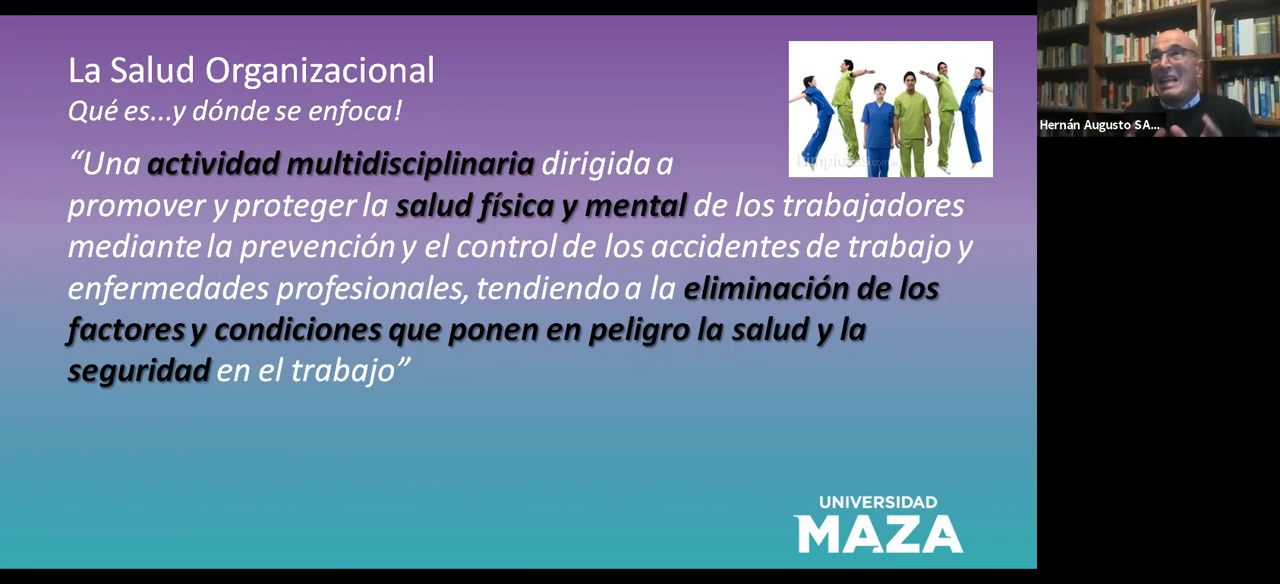 La Salud Organizacional
Qué es...y dónde se enfoca!
“Una actividad multidisciplinaria dirigida a
promover y proteger la salud física y mental de los trabajadores
mediante la prevención y el control de los accidentes de trabajo y
enfermedades profesionales, tendiendo a la eliminación de los
factores y condiciones que ponen en peligro la salud y la
seguridad en el trabajo”
UNIVERSIDAD
MAZA
Hernán Augusto SA...